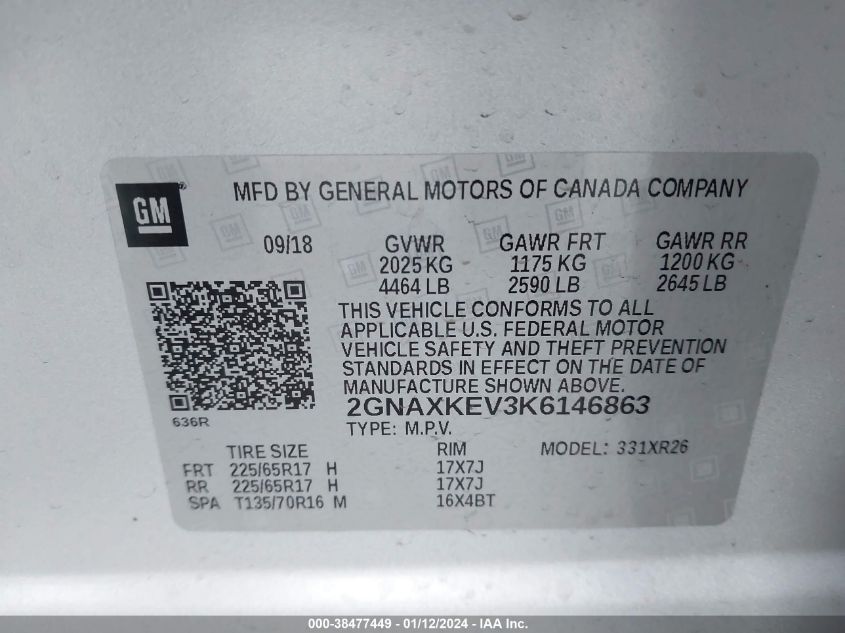 GM
MFD BY GENERAL MOTORS OF CANADA COMPANY
09/18 GVWR GAWR FRT GAWR RR
2025 KG 1175 KG 1200 KG
4464 LB 2590 LB 2645 LB
THIS VEHICLE CONFORMS TO ALL
APPLICABLE U.S. FEDERAL MOTOR
VEHICLE SAFETY AND THEFT PREVENTION
STANDARDS IN EFFECT ON THE DATE OF
MANUFACTURE SHOWN ABOVE.
2GNAXKEV3K6146863
636R
TYPE: M.P.V.
TIRE SIZE RIM MODEL: 331XR26
FRT 225/65R17 H 17X7J
RR 225/65R17 H 17X7J
SPA T135/70R16 M 16X4BT
000-38477449 - 01/12/2024 - IAA Inc.